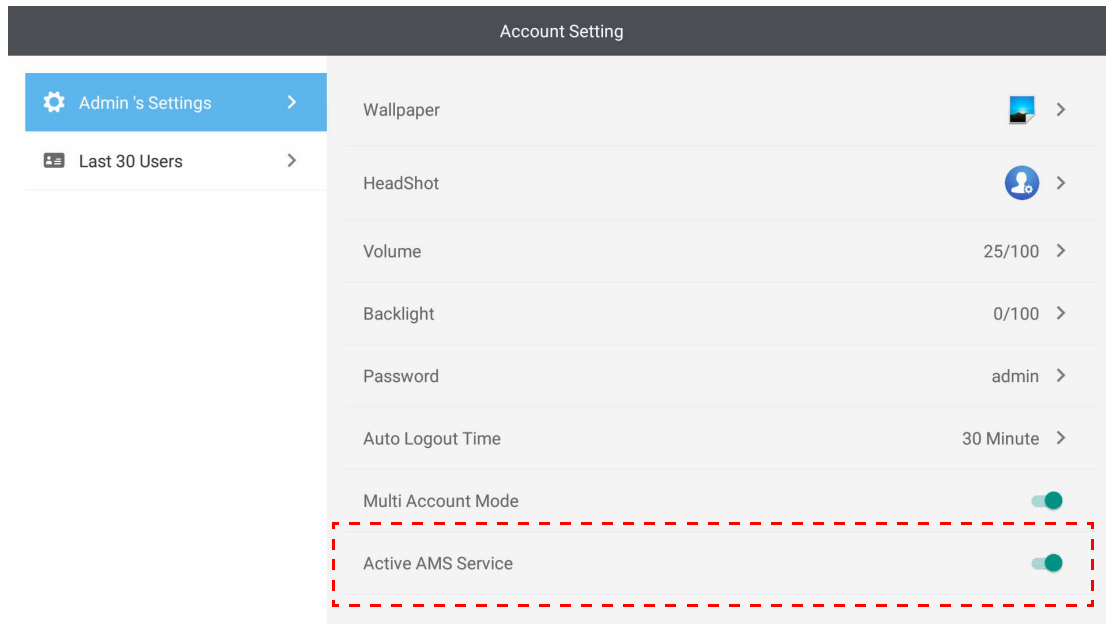 Account Setting
Admin 's Settings
Last 30 Users
Wallpaper
HeadShot
Volume 25/100
Backlight 0/100
Password admin
Auto Logout Time 30 Minute
Multi Account Mode
Active AMS Service